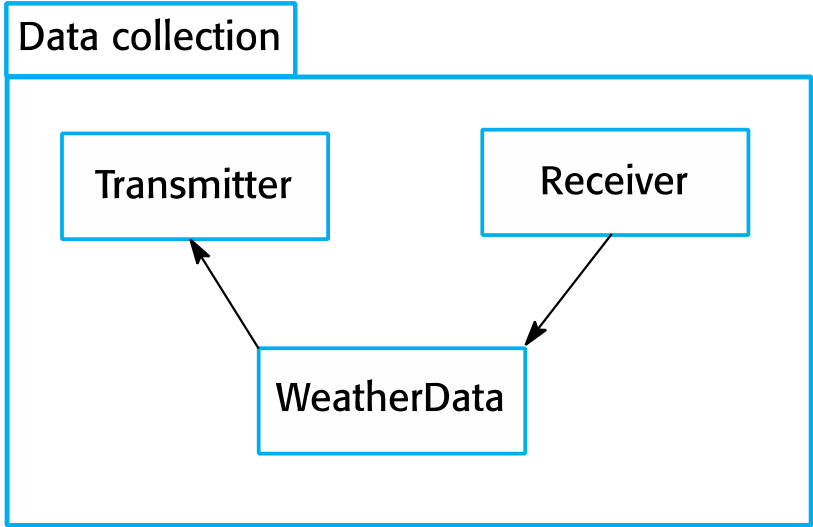 Data collection
Transmitter
Receiver
WeatherData